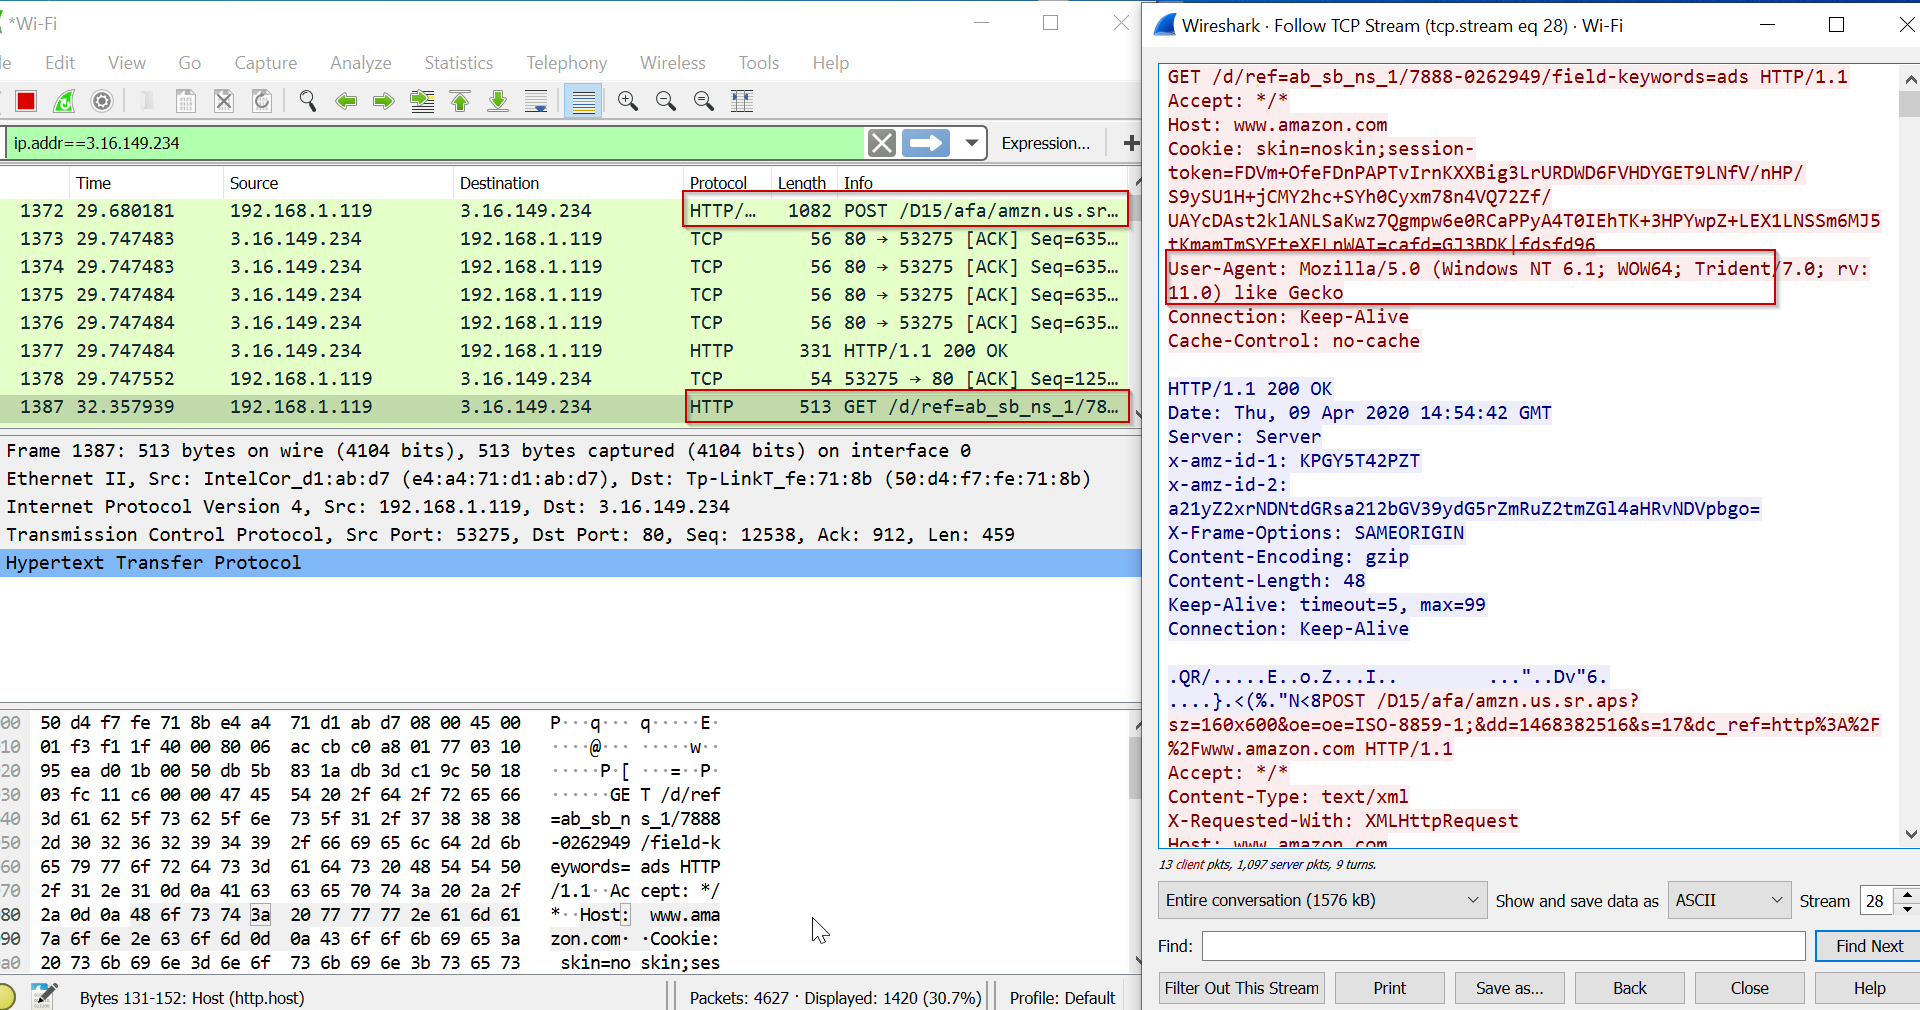 *Wi-Fi
Edit View Go Capture Analyze Statistics Telephony Wireless Tools Help
ip.addr==3.16.149.234 Expression... +
Time Source Destination Protocol Length Info
1372 29.680181 192.168.1.119 3.16.149.234 HTTP/… 1082 POST /D15/afa/amzn.us.sr…
1373 29.747483 3.16.149.234 192.168.1.119 TCP 56 80 → 53275 [ACK] Seq=635…
1374 29.747483 3.16.149.234 192.168.1.119 TCP 56 80 → 53275 [ACK] Seq=635…
1375 29.747484 3.16.149.234 192.168.1.119 TCP 56 80 → 53275 [ACK] Seq=635…
1376 29.747484 3.16.149.234 192.168.1.119 TCP 56 80 → 53275 [ACK] Seq=635…
1377 29.747484 3.16.149.234 192.168.1.119 HTTP 331 HTTP/1.1 200 OK
1378 29.747552 192.168.1.119 3.16.149.234 TCP 54 53275 → 80 [ACK] Seq=125…
1387 32.357939 192.168.1.119 3.16.149.234 HTTP 513 GET /d/ref=ab_sb_ns_1/78…
Frame 1387: 513 bytes on wire (4104 bits), 513 bytes captured (4104 bits) on interface 0
Ethernet II, Src: IntelCor_d1:ab:d7 (e4:a4:71:d1:ab:d7), Dst: Tp-LinkT_fe:71:8b (50:d4:f7:fe:71:8b)
Internet Protocol Version 4, Src: 192.168.1.119, Dst: 3.16.149.234
Transmission Control Protocol, Src Port: 53275, Dst Port: 80, Seq: 12538, Ack: 912, Len: 459
Hypertext Transfer Protocol
00 50 d4 f7 fe 71 8b e4 a4 71 d1 ab d7 08 00 45 00 P···q··· q·····E·
10 01 f3 f1 1f 40 00 80 06 ac cb c0 a8 01 77 03 10 ····@··· ·····w··
20 95 ea d0 1b 00 50 db 5b 83 1a db 3d c1 9c 50 18 ·····P·[ ···=··P·
30 03 fc 11 c6 00 00 47 45 54 20 2f 64 2f 72 65 66 ······GE T /d/ref
40 3d 61 62 5f 73 62 5f 6e 73 5f 31 2f 37 38 38 38 =ab_sb_n s_1/7888
50 2d 30 32 36 32 39 34 39 2f 66 69 65 6c 64 2d 6b -0262949 /field-k
60 65 79 77 6f 72 64 73 3d 61 64 73 20 48 54 54 50 eywords= ads HTTP
70 2f 31 2e 31 0d 0a 41 63 63 65 70 74 3a 20 2a 2f /1.1··Ac cept: */
80 2a 0d 0a 48 6f 73 74 3a 20 77 77 77 2e 61 6d 61 *··Host: www.ama
90 7a 6f 6e 2e 63 6f 6d 0d 0a 43 6f 6f 6b 69 65 3a zon.com· ·Cookie:
a0 20 73 6b 69 6e 3d 6e 6f 73 6b 69 6e 3b 73 65 73 skin=no skin;ses
Bytes 131-152: Host (http.host) Packets: 4627 · Displayed: 1420 (30.7%) Profile: Default
Wireshark · Follow TCP Stream (tcp.stream eq 28) · Wi-Fi
GET /d/ref=ab_sb_ns_1/7888-0262949/field-keywords=ads HTTP/1.1
Accept: */*
Host: www.amazon.com
Cookie: skin=noskin;session-
token=FDVm+OfeFDnPAPTvIrnKXXBig3LrURDWD6FVHDYGET9LNfV/nHP/
S9ySU1H+jCMY2hc+SYh0Cyxm78n4VQ72Zf/
UAYcDAst2klANLSaKwz7Qgmpw6e0RCaPPyA4T0IEhTK+3HPYwpZ+LEX1LNSSm6MJ5
tKmamTmSYFteXFLnWAI=cafd=GJ3BDK|fdsfd96
User-Agent: Mozilla/5.0 (Windows NT 6.1; WOW64; Trident/7.0; rv:
11.0) like Gecko
Connection: Keep-Alive
Cache-Control: no-cache
HTTP/1.1 200 OK
Date: Thu, 09 Apr 2020 14:54:42 GMT
Server: Server
x-amz-id-1: KPGY5T42PZT
x-amz-id-2:
a21yZ2xrNDNtdGRsa212bGV39ydG5rZmRuZ2tmZGl4aHRvNDVpbgo=
X-Frame-Options: SAMEORIGIN
Content-Encoding: gzip
Content-Length: 48
Keep-Alive: timeout=5, max=99
Connection: Keep-Alive
.QR/.....E..o.Z...I.. ..."..Dv"6.
....}.<(%."N<8POST /D15/afa/amzn.us.sr.aps?
sz=160x600&oe=oe=ISO-8859-1;&dd=1468382516&s=17&dc_ref=http%3A%2F
%2Fwww.amazon.com HTTP/1.1
Accept: */*
Content-Type: text/xml
X-Requested-With: XMLHttpRequest
Host: www.amazon.com
13 client pkts, 1,097 server pkts, 9 turns.
Entire conversation (1576 kB) Show and save data as ASCII Stream 28
Find: Find Next
Filter Out This Stream Print Save as... Back Close Help